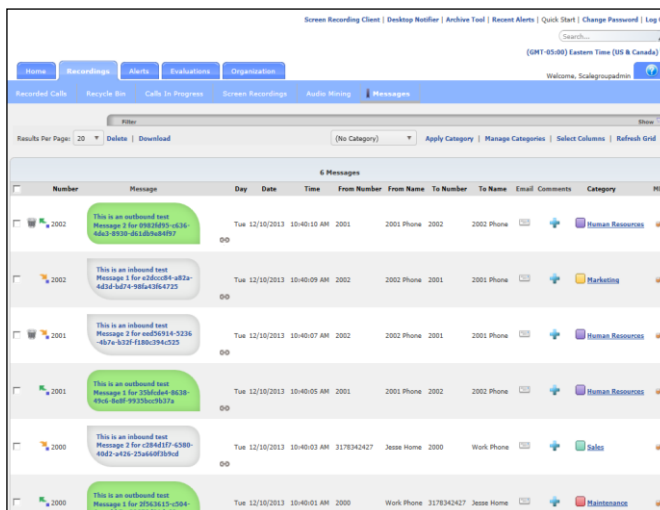 Screen Recording Client | Desktop Notifier | Archive Tool | Recent Alerts | Quick Start | Change Password | Log
Search...
(GMT-05:00) Eastern Time (US & Canada)
Home Recordings Alerts Evaluations Organization
Welcome, Scalegroupadmin
Recorded Calls Recycle Bin Calls In Progress Screen Recordings Audio Mining Messages
Filter Show
Results Per Page: 20 Delete | Download (No Category) Apply Category | Manage Categories | Select Columns | Refresh Grid
6 Messages
Number Message Day Date Time From Number From Name To Number To Name Email Comments Category
This is an outbound test
2002 Message 2 for 0982fd95-c636- Tue 12/10/2013 10:40:10 AM 2001 2001 Phone 2002 2002 Phone Human Resources
4de3-8930-d61db9e84f97
This is an inbound test
2002 Message 1 for e2dccc84-a82a- Tue 12/10/2013 10:40:09 AM 2002 2002 Phone 2001 2001 Phone Marketing
4d3d-bd74-98fa43f64725
This is an inbound test
2001 Message 2 for eed56914-5236 Tue 12/10/2013 10:40:07 AM 2002 2002 Phone 2001 2001 Phone Human Resources
-4b7e-b32f-f180c394c525
This is an outbound test
2001 Message 1 for 35bfcde4-8638- Tue 12/10/2013 10:40:05 AM 2001 2001 Phone 2002 2002 Phone Human Resources
49c6-8e8f-9935bcc9b37a
This is an inbound test
2000 Message 2 for c284d1f7-6580- Tue 12/10/2013 10:40:03 AM 3178342427 Jesse Home 2000 Work Phone Sales
40d2-a426-25a660f3b9cd
This is an outbound test
2000 Message 1 for 2f563615-c504- Tue 12/10/2013 10:40:01 AM 2000 Work Phone 3178342427 Jesse Home Maintenance